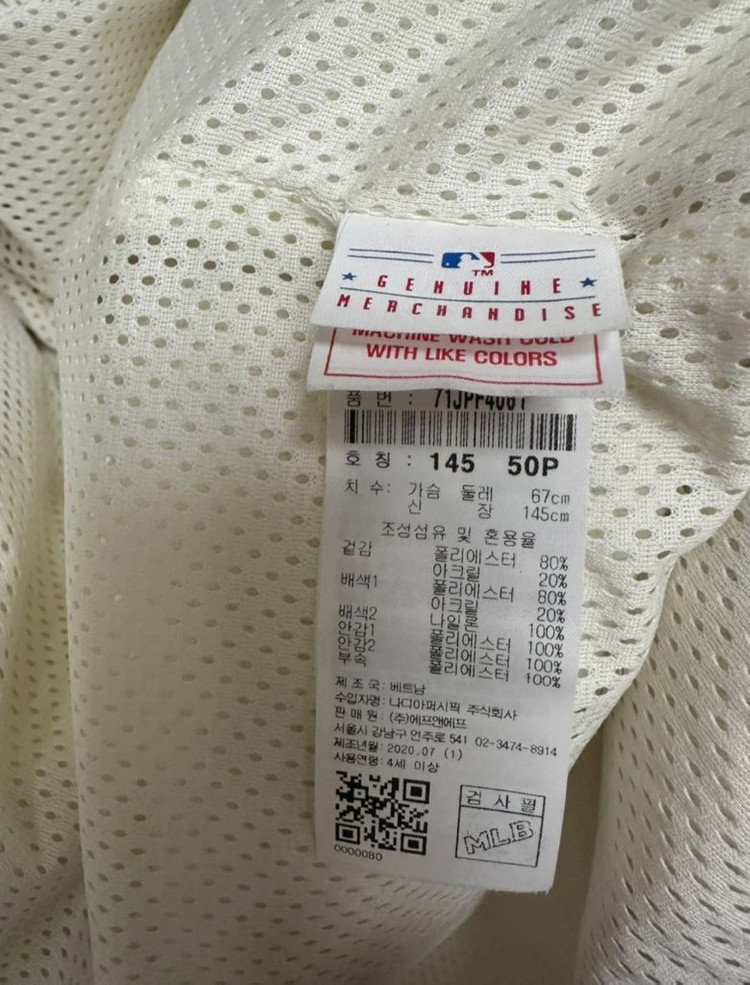 TM
GENUINE
MERCHANDISE
MACHINE WASH COLD
WITH LIKE COLORS
품 번 : 71JPF4061
호 칭 : 145 50P
치 수: 가슴 둘레 67cm
신 장 145cm
조성섬유 및 혼용율
겉감 폴리에스터 80%
아크릴 20%
배색1 폴리에스터 80%
아크릴 20%
배색2 나일론 100%
안감1 폴리에스터 100%
안감2 폴리에스터 100%
부속 폴리에스터 100%
제 조 국: 베트남
수입자명: 나디아퍼시픽 주식회사
판 매 원: (주)에프앤에프
서울시 강남구 언주로 541 02-3474-8914
제조년월: 2020.07 (1)
사용연령: 4세 이상
0000080
검 사 필
MLB